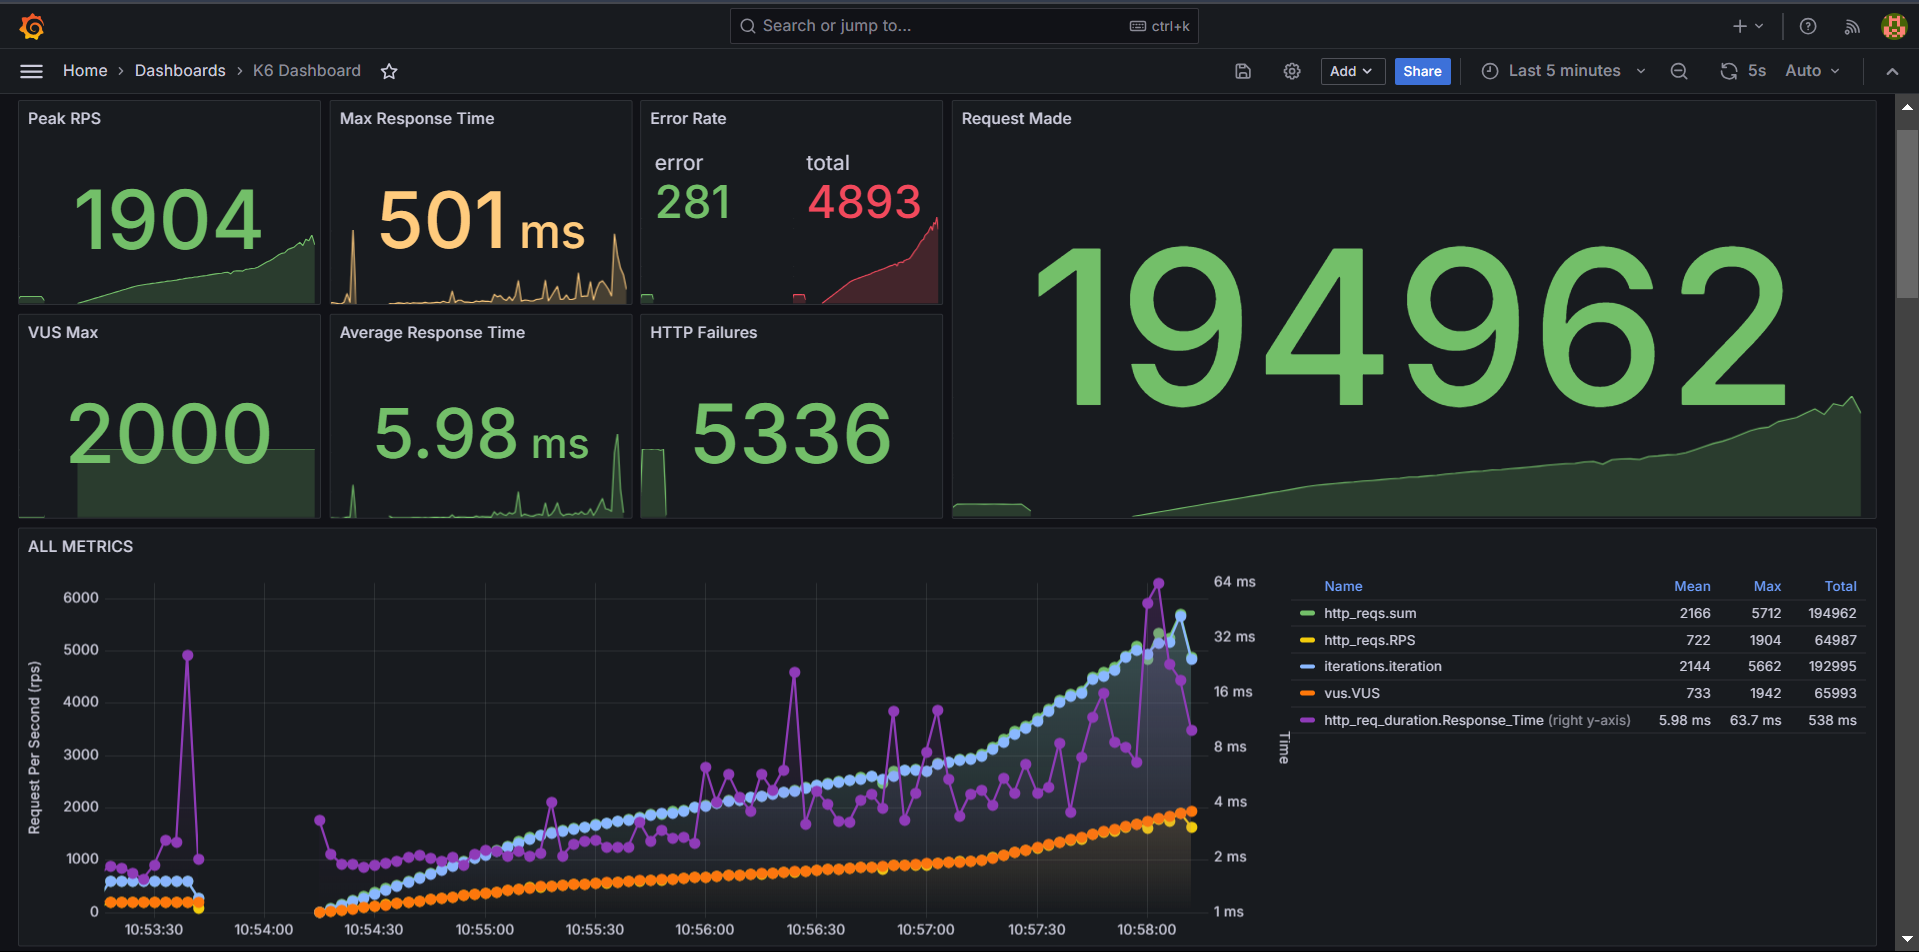 Search or jump to...
ctrl+k
Home › Dashboards › K6 Dashboard
Add
Share
Last 5 minutes
5s
Auto
Peak RPS
1904
Max Response Time
501 ms
Error Rate
error
281
total
4893
Request Made
194962
VUS Max
2000
Average Response Time
5.98 ms
HTTP Failures
5336
ALL METRICS
Request Per Second (rps)
6000
5000
4000
3000
2000
1000
0
10:53:30
10:54:00
10:54:30
10:55:00
10:55:30
10:56:00
10:56:30
10:57:00
10:57:30
10:58:00
64 ms
32 ms
16 ms
8 ms
4 ms
2 ms
1 ms
Time
Name Mean Max Total
http_reqs.sum 2166 5712 194962
http_reqs.RPS 722 1904 64987
iterations.iteration 2144 5662 192995
vus.VUS 733 1942 65993
http_req_duration.Response_Time (right y-axis) 5.98 ms 63.7 ms 538 ms